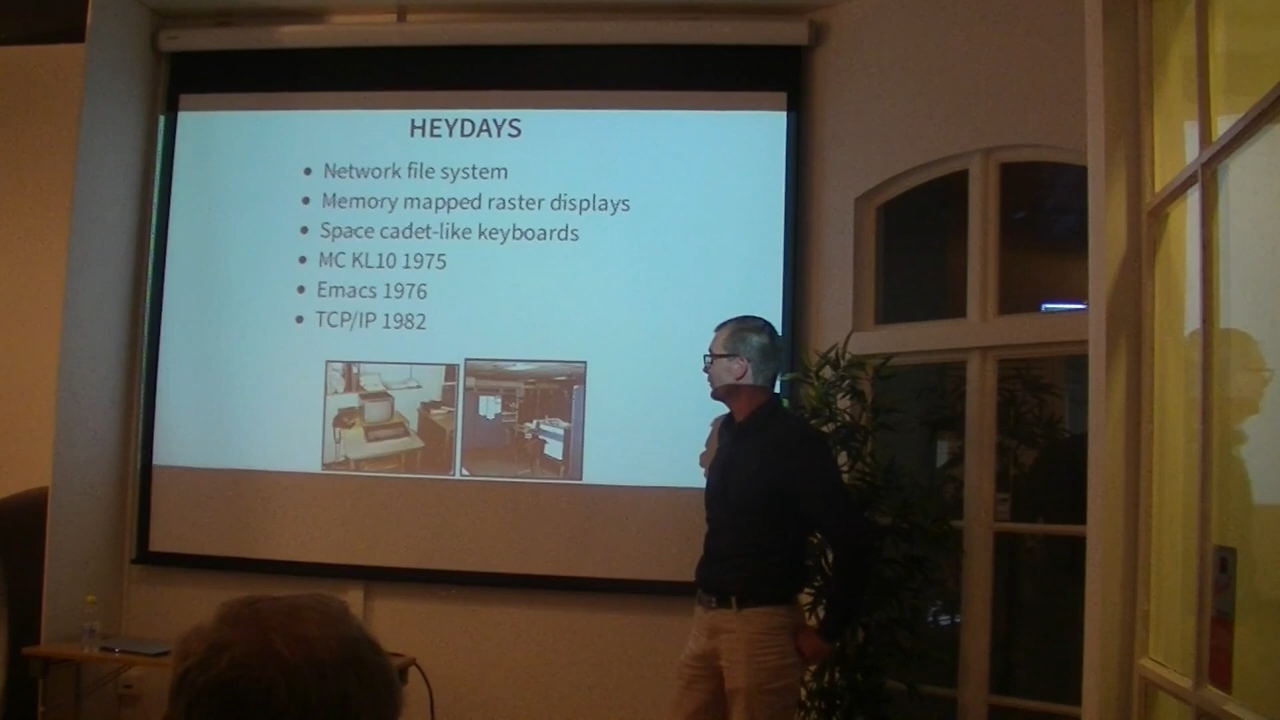 HEYDAYS
Network file system
Memory mapped raster displays
Space cadet-like keyboards
MC KL10 1975
Emacs 1976
TCP/IP 1982